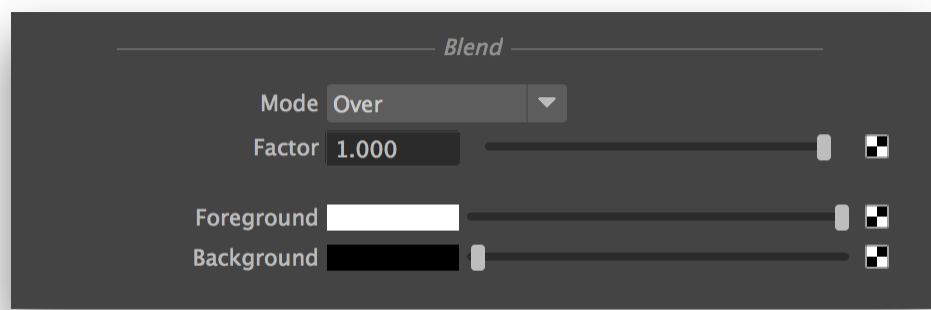 Blend
Mode Over
Factor 1.000
Foreground
Background